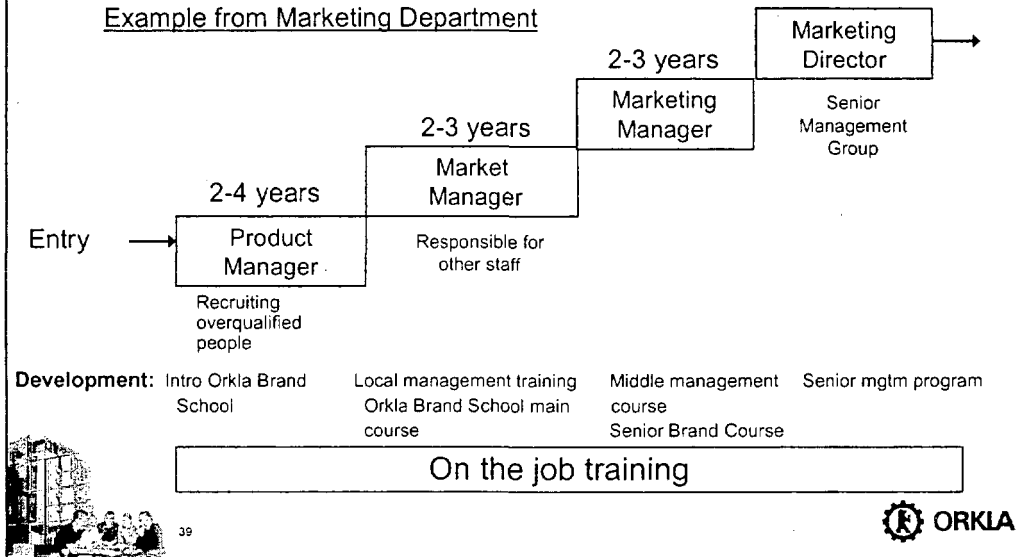 Example from Marketing Department
Marketing
Director
2-3 years
Marketing
Manager
Senior
Management
Group
2-3 years
Market
Manager
2-4 years
Responsible for
other staff
Entry
Product
Manager
Recruiting
overqualified
people
Development:
Intro Orkla Brand
School
Local management training
Orkla Brand School main
course
Middle management
course
Senior Brand Course
Senior mgtm program
On the job training
39
ORKLA